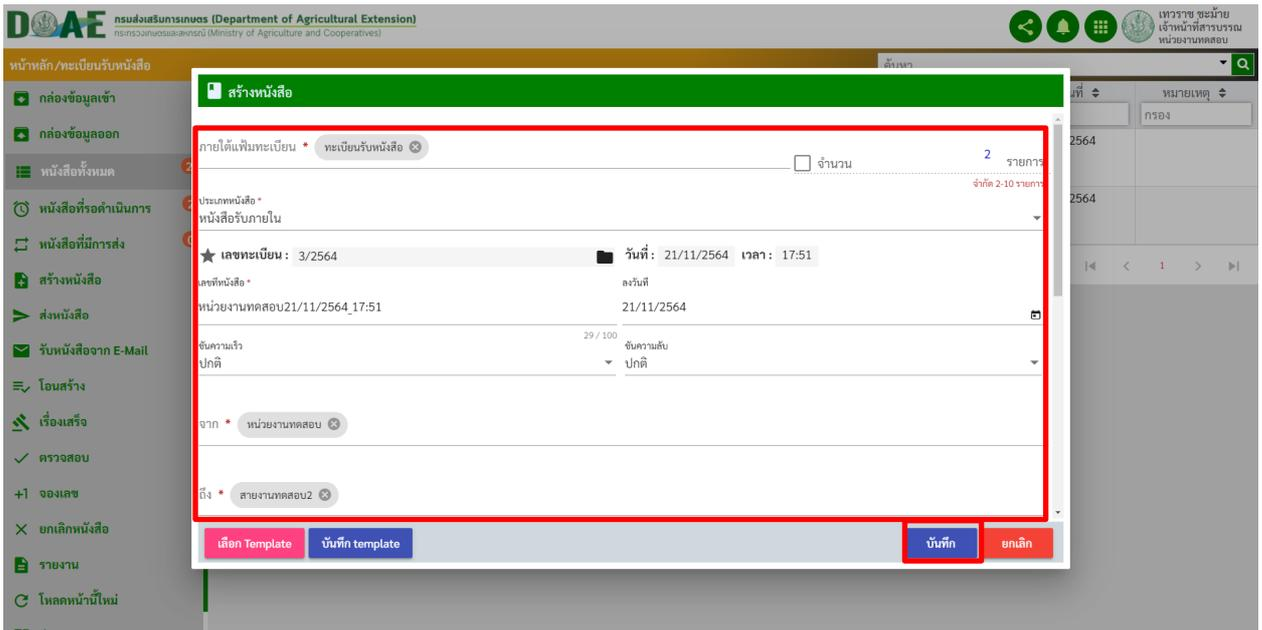 DOAE
กรมส่งเสริมการเกษตร (Department of Agricultural Extension)
กระทรวงเกษตรและสหกรณ์ (Ministry of Agriculture and Cooperatives)
เทวราช ชะม้าย
เจ้าหน้าที่สารบรรณ
หน่วยงานทดสอบ
หน้าหลัก/ทะเบียนรับหนังสือ
ค้นหา
กล่องข้อมูลเข้า
กล่องข้อมูลออก
หนังสือทั้งหมด
หนังสือที่รอดำเนินการ
หนังสือที่มีการส่ง
สร้างหนังสือ
ส่งหนังสือ
รับหนังสือจาก E-Mail
โอนสร้าง
เรื่องเสร็จ
ตรวจสอบ
+1 จองเลข
ยกเลิกหนังสือ
รายงาน
โหลดหน้านี้ใหม่
สร้างหนังสือ
ภายใต้แฟ้มทะเบียน * ทะเบียนรับหนังสือ
จำนวน 2 รายการ
จำกัด 2-10 รายการ
ประเภทหนังสือ *
หนังสือรับภายใน
เลขทะเบียน : 3/2564 วันที่ : 21/11/2564 เวลา : 17:51
เลขที่หนังสือ * ลงวันที่
หน่วยงานทดสอบ21/11/2564_17:51 21/11/2564
29 / 100
ชั้นความเร็ว ชั้นความลับ
ปกติ ปกติ
จาก * หน่วยงานทดสอบ
ถึง * สายงานทดสอบ2
เลือก Template บันทึก template บันทึก ยกเลิก
หมายเหตุ
กรอง
2564
2564
1